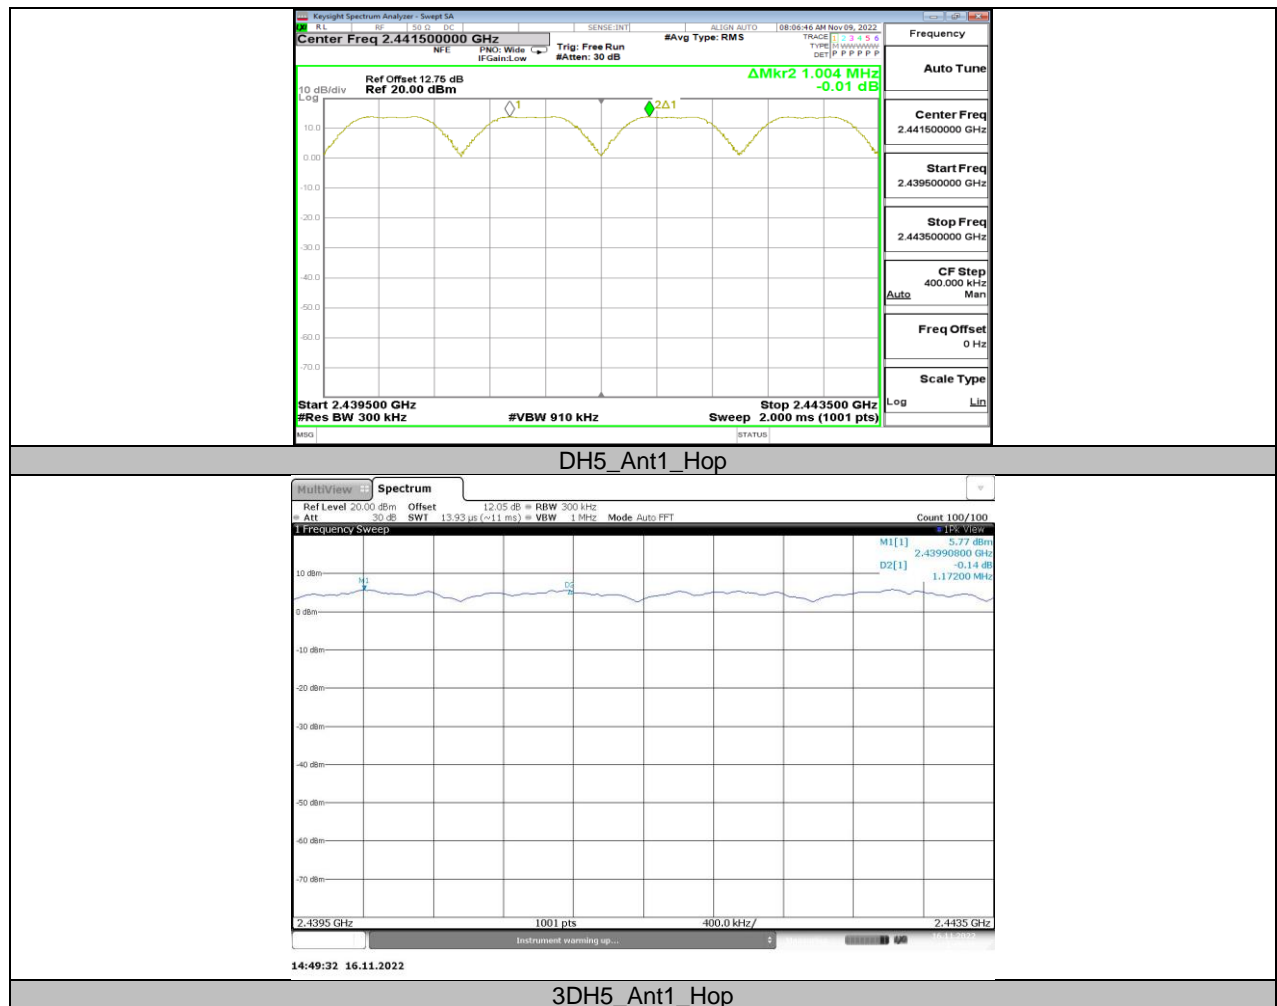 Keysight Spectrum Analyzer - Swept SA
RL RF 50 Ω DC SENSE:INT ALIGN AUTO 08:06:46 AM Nov 09, 2022
Center Freq 2.441500000 GHz
NFE PNO: Wide IFGain:Low
Trig: Free Run #Atten: 30 dB
#Avg Type: RMS
TRACE 1 2 3 4 5 6
TYPE M WWWWW
DET P P P P P P
Frequency
ΔMkr2 1.004 MHz
-0.01 dB
Ref Offset 12.75 dB
10 dB/div Ref 20.00 dBm
Log
1
2Δ1
10.0
0.00
-10.0
-20.0
-30.0
-40.0
-50.0
-60.0
-70.0
Start 2.439500 GHz Stop 2.443500 GHz
#Res BW 300 kHz #VBW 910 kHz Sweep 2.000 ms (1001 pts)
MSG STATUS
Auto Tune
Center Freq
2.441500000 GHz
Start Freq
2.439500000 GHz
Stop Freq
2.443500000 GHz
CF Step
400.000 kHz
Auto Man
Freq Offset
0 Hz
Scale Type
Log Lin
DH5_Ant1_Hop
MultiView Spectrum
Ref Level 20.00 dBm Offset 12.05 dB RBW 300 kHz
Att 30 dB SWT 13.93 µs (~11 ms) VBW 1 MHz Mode Auto FFT Count 100/100
1 Frequency Sweep 1Pk View
M1[1] 5.77 dBm
2.43990800 GHz
D2[1] -0.14 dB
1.17200 MHz
10 dBm
M1
D2
0 dBm
-10 dBm
-20 dBm
-30 dBm
-40 dBm
-50 dBm
-60 dBm
-70 dBm
2.4395 GHz 1001 pts 400.0 kHz/ 2.4435 GHz
Instrument warming up...
14:49:32 16.11.2022
3DH5_Ant1_Hop